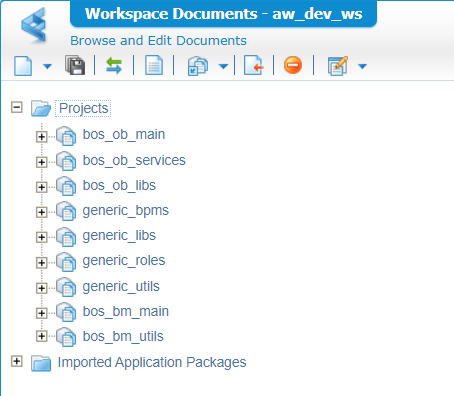 Workspace Documents - aw_dev_ws
Browse and Edit Documents
Projects
bos_ob_main
bos_ob_services
bos_ob_libs
generic_bpms
generic_libs
generic_roles
generic_utils
bos_bm_main
bos_bm_utils
Imported Application Packages